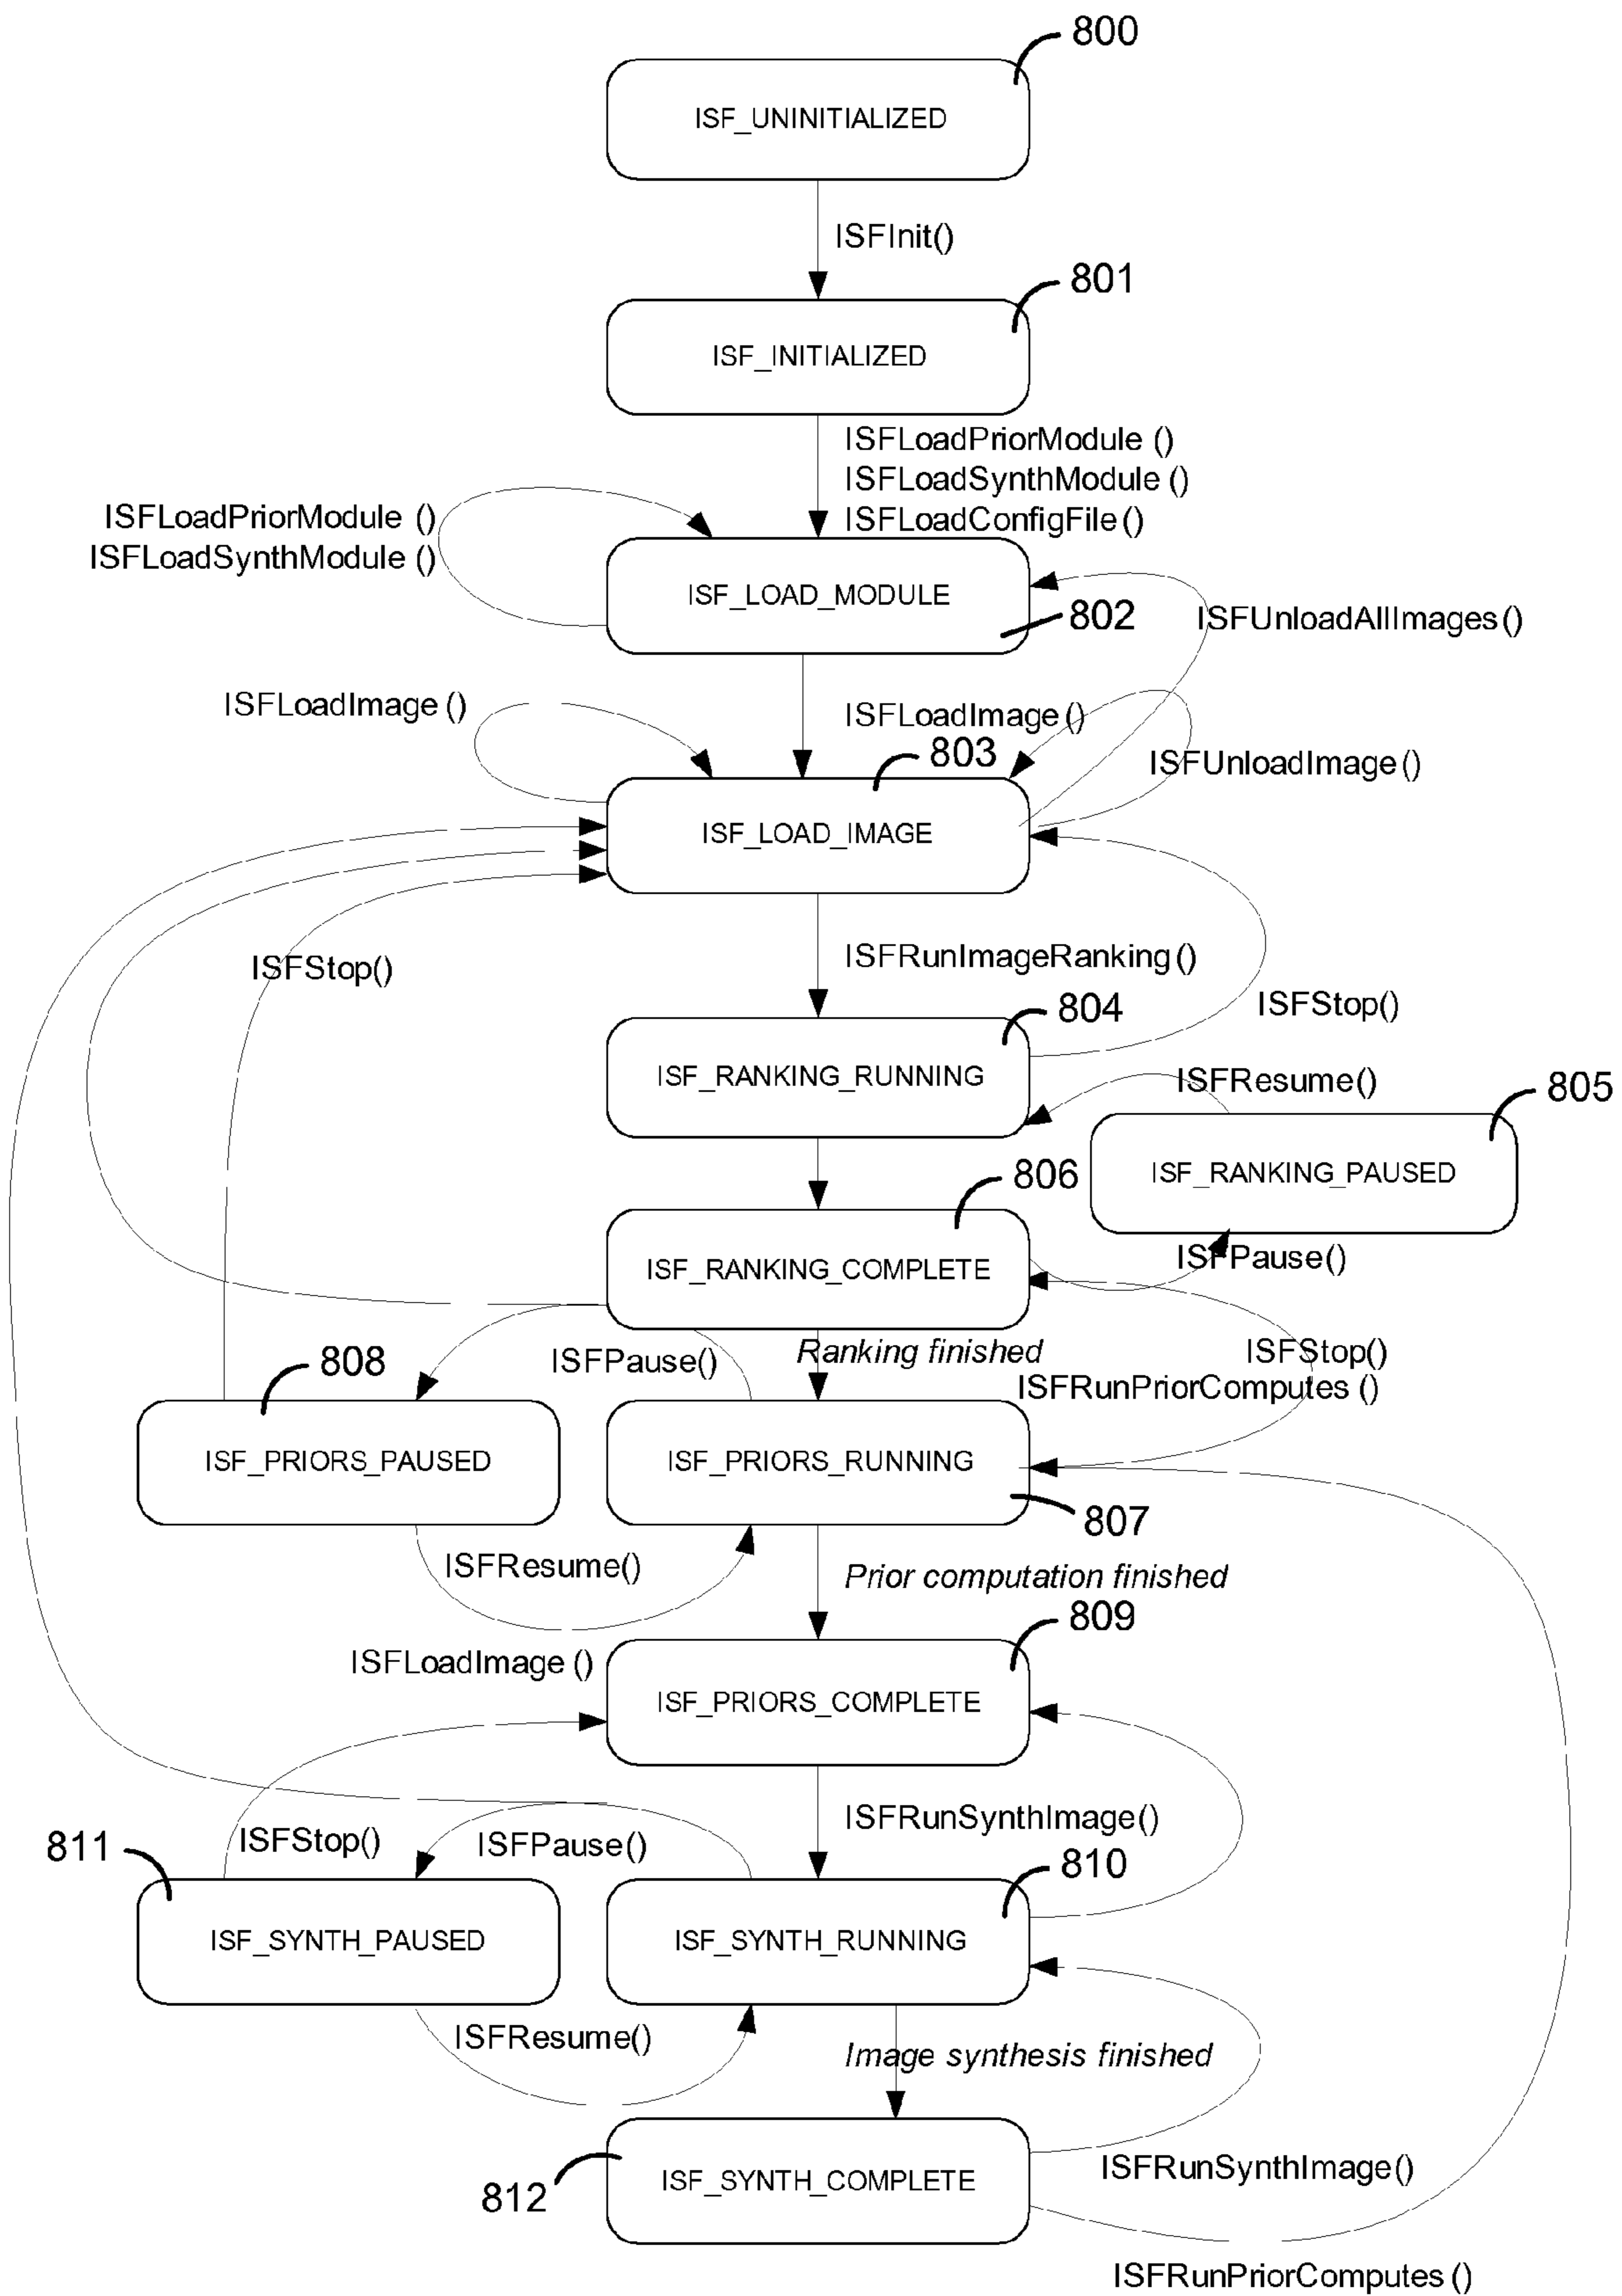 800
ISF_UNINITIALIZED
ISFInit()
801
ISF_INITIALIZED
ISFLoadPriorModule ()
ISFLoadSynthModule ()
ISFLoadConfigFile ()
ISFLoadPriorModule ()
ISFLoadSynthModule ()
ISF_LOAD_MODULE
802
ISFUnloadAllImages ()
ISFLoadImage ()
ISFLoadImage ()
803
ISFUnloadImage ()
ISF_LOAD_IMAGE
ISFStop()
ISFRunImageRanking ()
804
ISFStop()
ISF_RANKING_RUNNING
ISFResume()
805
806
ISF_RANKING_PAUSED
ISF_RANKING_COMPLETE
ISFPause()
808
ISFPause()
Ranking finished
ISFStop()
ISFRunPriorComputes ()
ISF_PRIORS_PAUSED
ISF_PRIORS_RUNNING
807
ISFResume()
Prior computation finished
809
ISFLoadImage ()
ISF_PRIORS_COMPLETE
ISFRunSynthImage()
811
ISFStop()
ISFPause()
810
ISF_SYNTH_PAUSED
ISF_SYNTH_RUNNING
ISFResume()
Image synthesis finished
812
ISF_SYNTH_COMPLETE
ISFRunSynthImage()
ISFRunPriorComputes ()